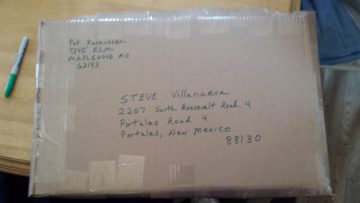 Pat Rasmussen
7245 ELM
MAPLEWOOD MO
63143
STEVE Villanueva
2207 South Roosevelt Road 4
Portales Road 4
Portales, New Mexico
88130